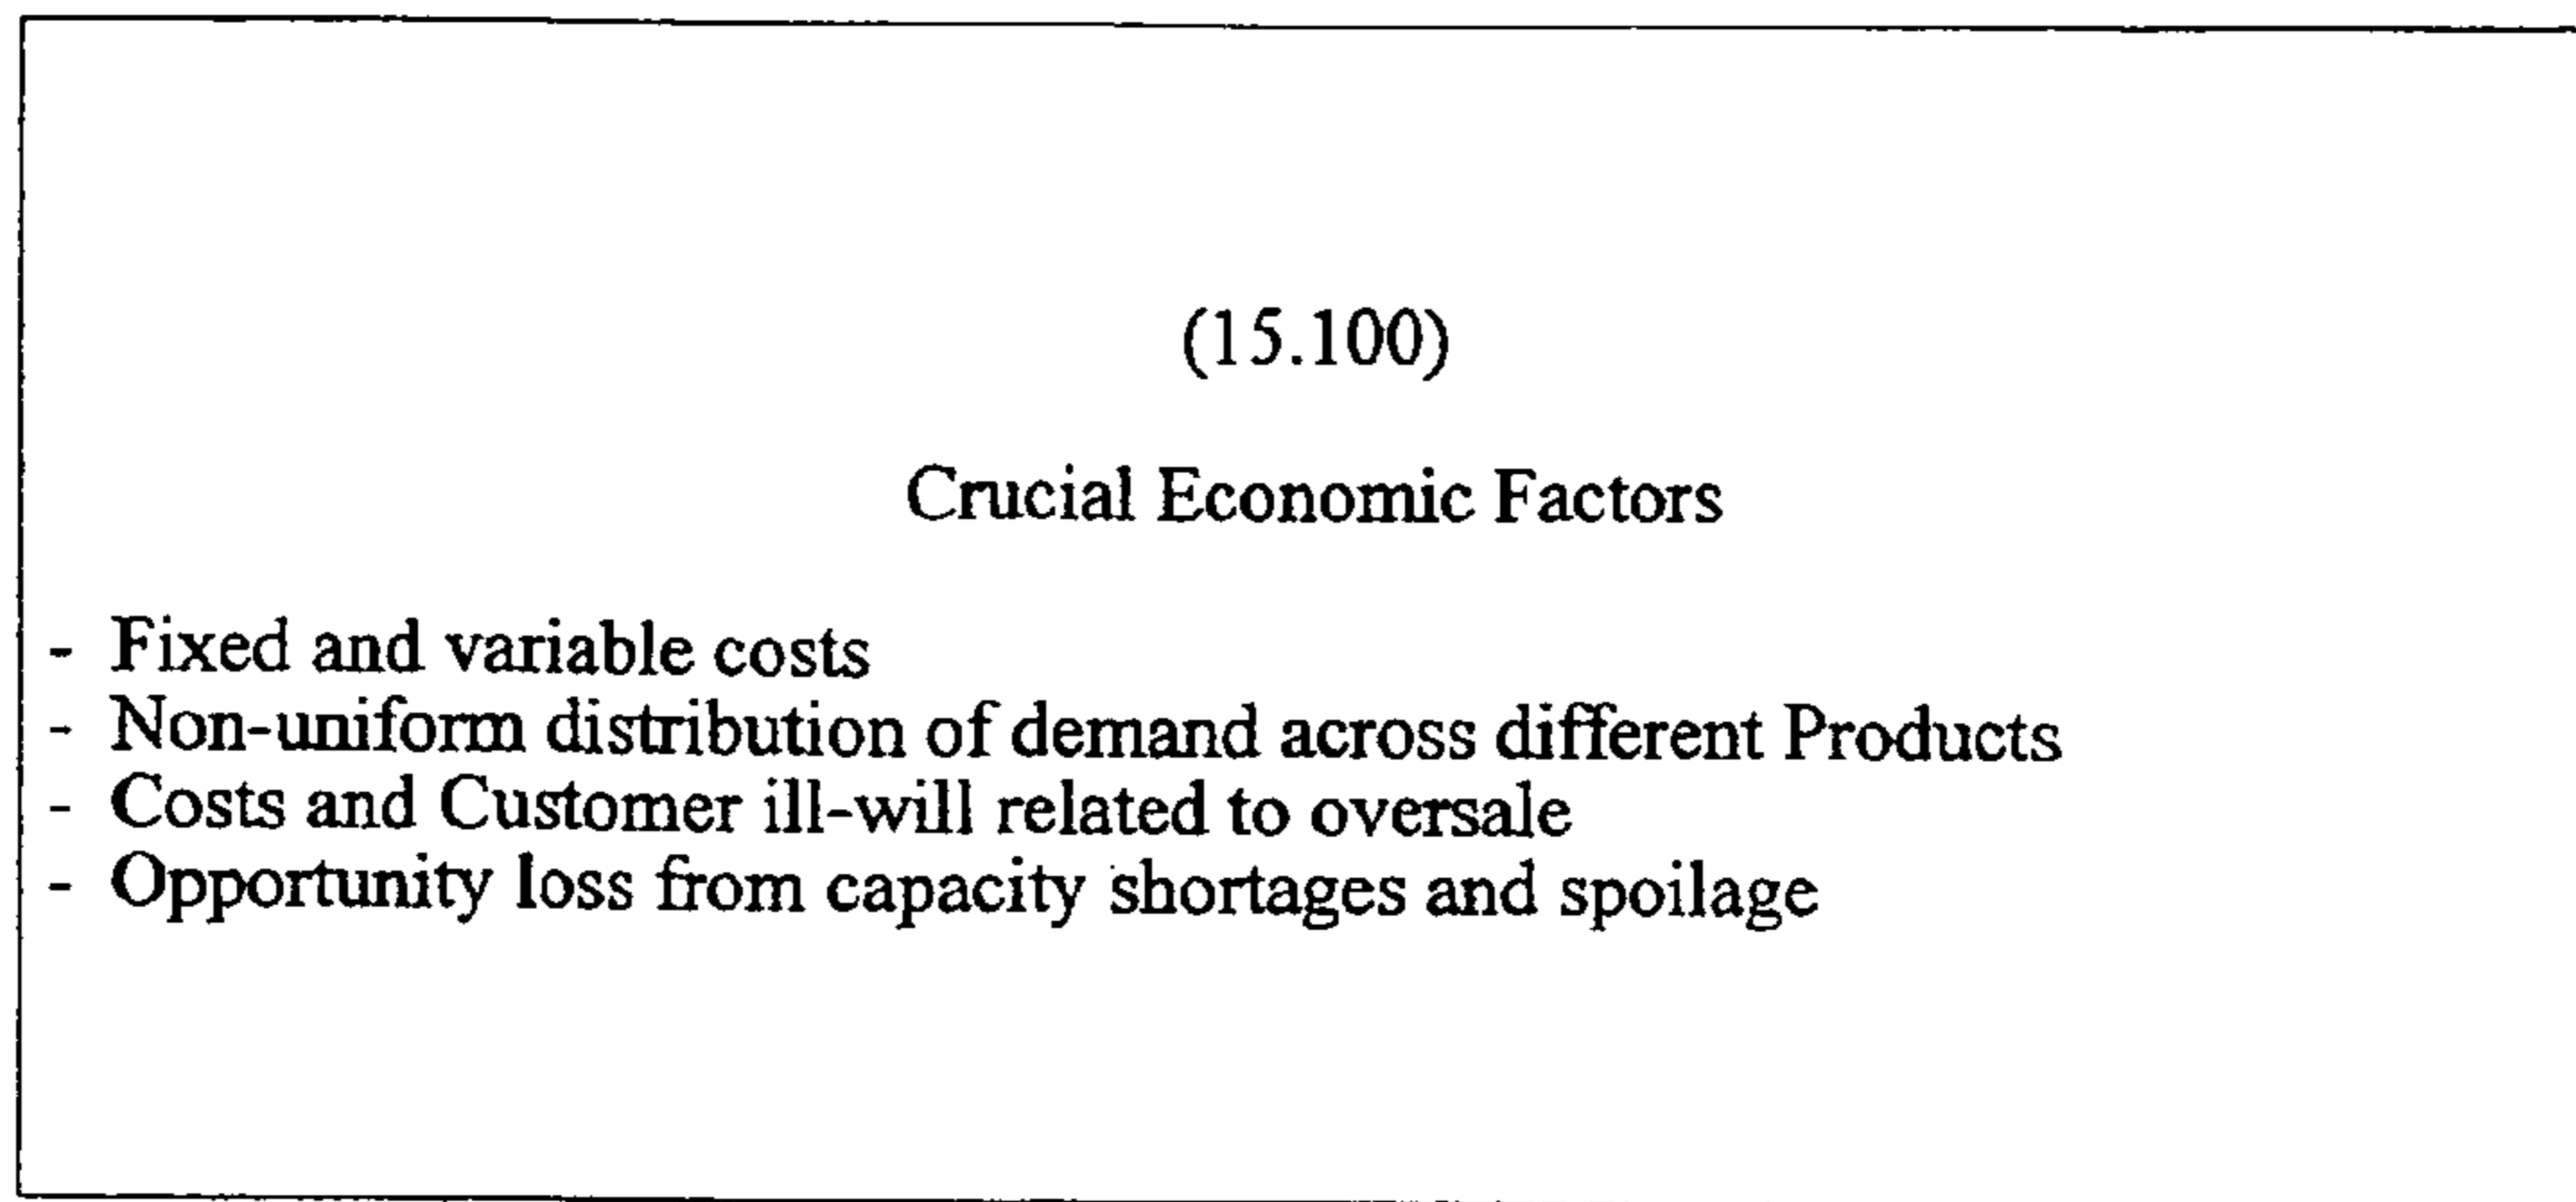 (15.100)
Crucial Economic Factors
- Fixed and variable costs
- Non-uniform distribution of demand across different Products
- Costs and Customer ill-will related to oversale
- Opportunity loss from capacity shortages and spoilage